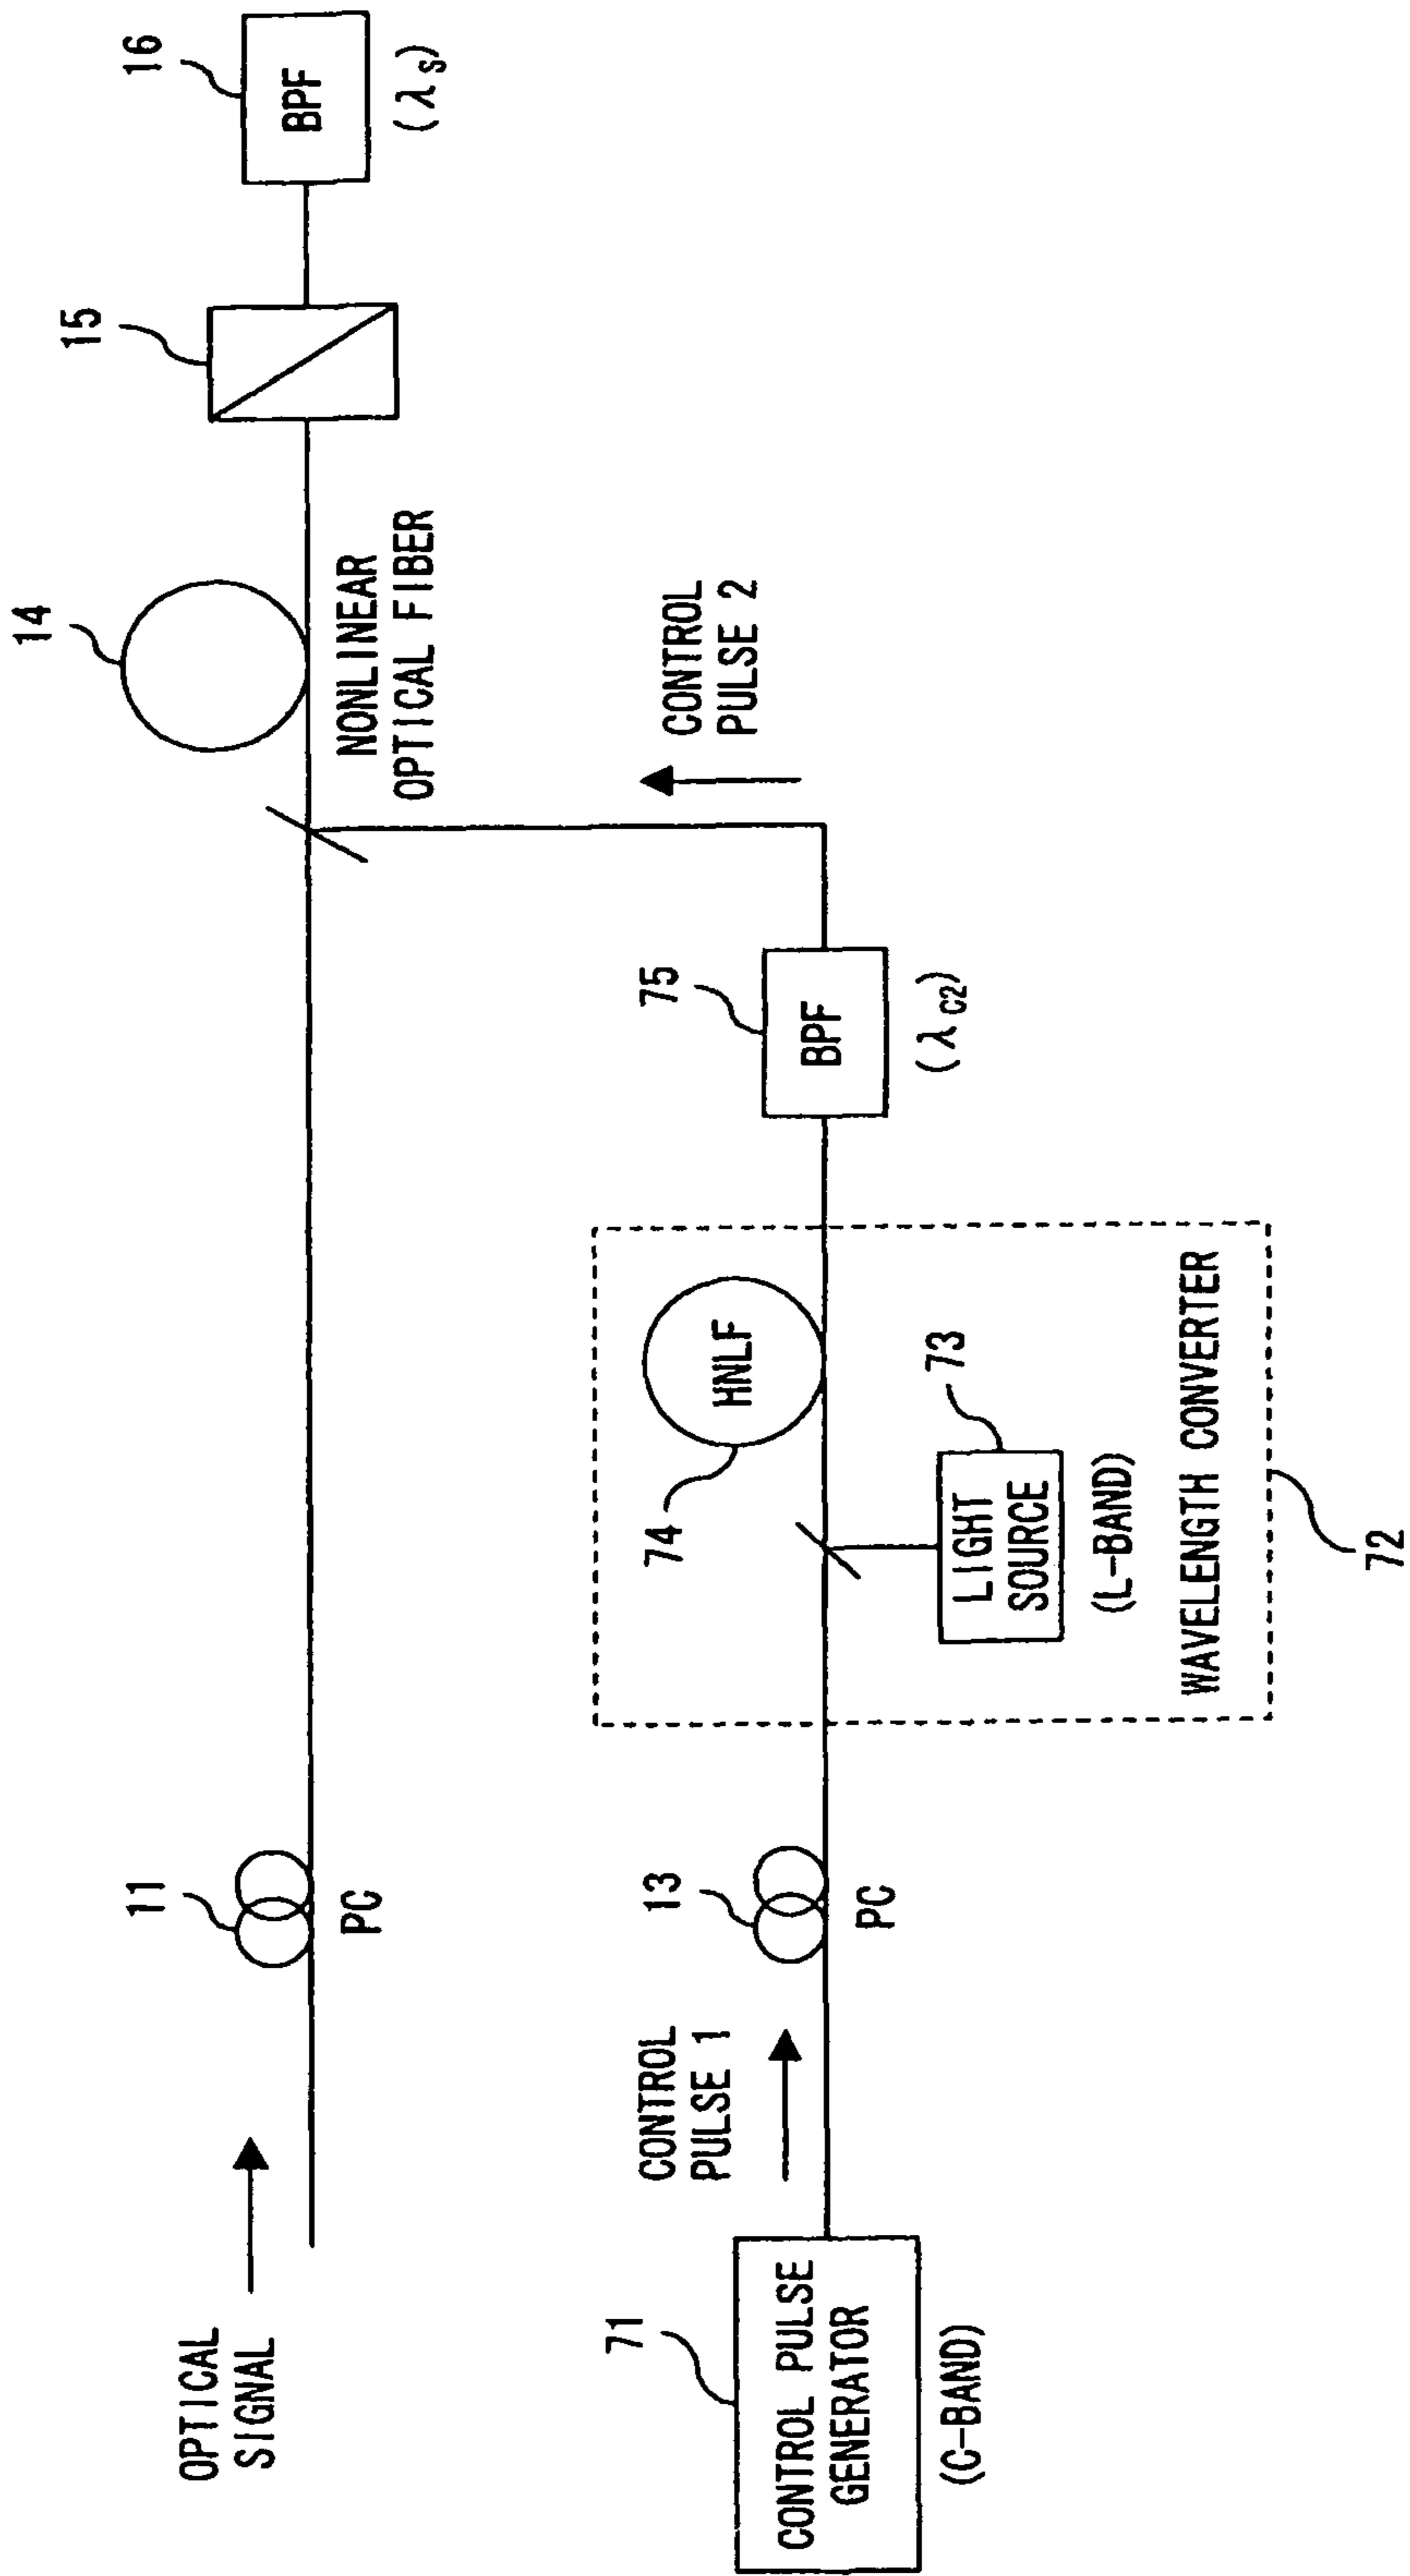 OPTICAL
SIGNAL
11
PC
14
NONLINEAR
OPTICAL FIBER
15
16
BPF
(λS)
71
CONTROL PULSE
GENERATOR
(C-BAND)
CONTROL
PULSE 1
13
PC
74
HNLF
73
LIGHT
SOURCE
(L-BAND)
WAVELENGTH CONVERTER
72
75
BPF
(λC2)
CONTROL
PULSE 2